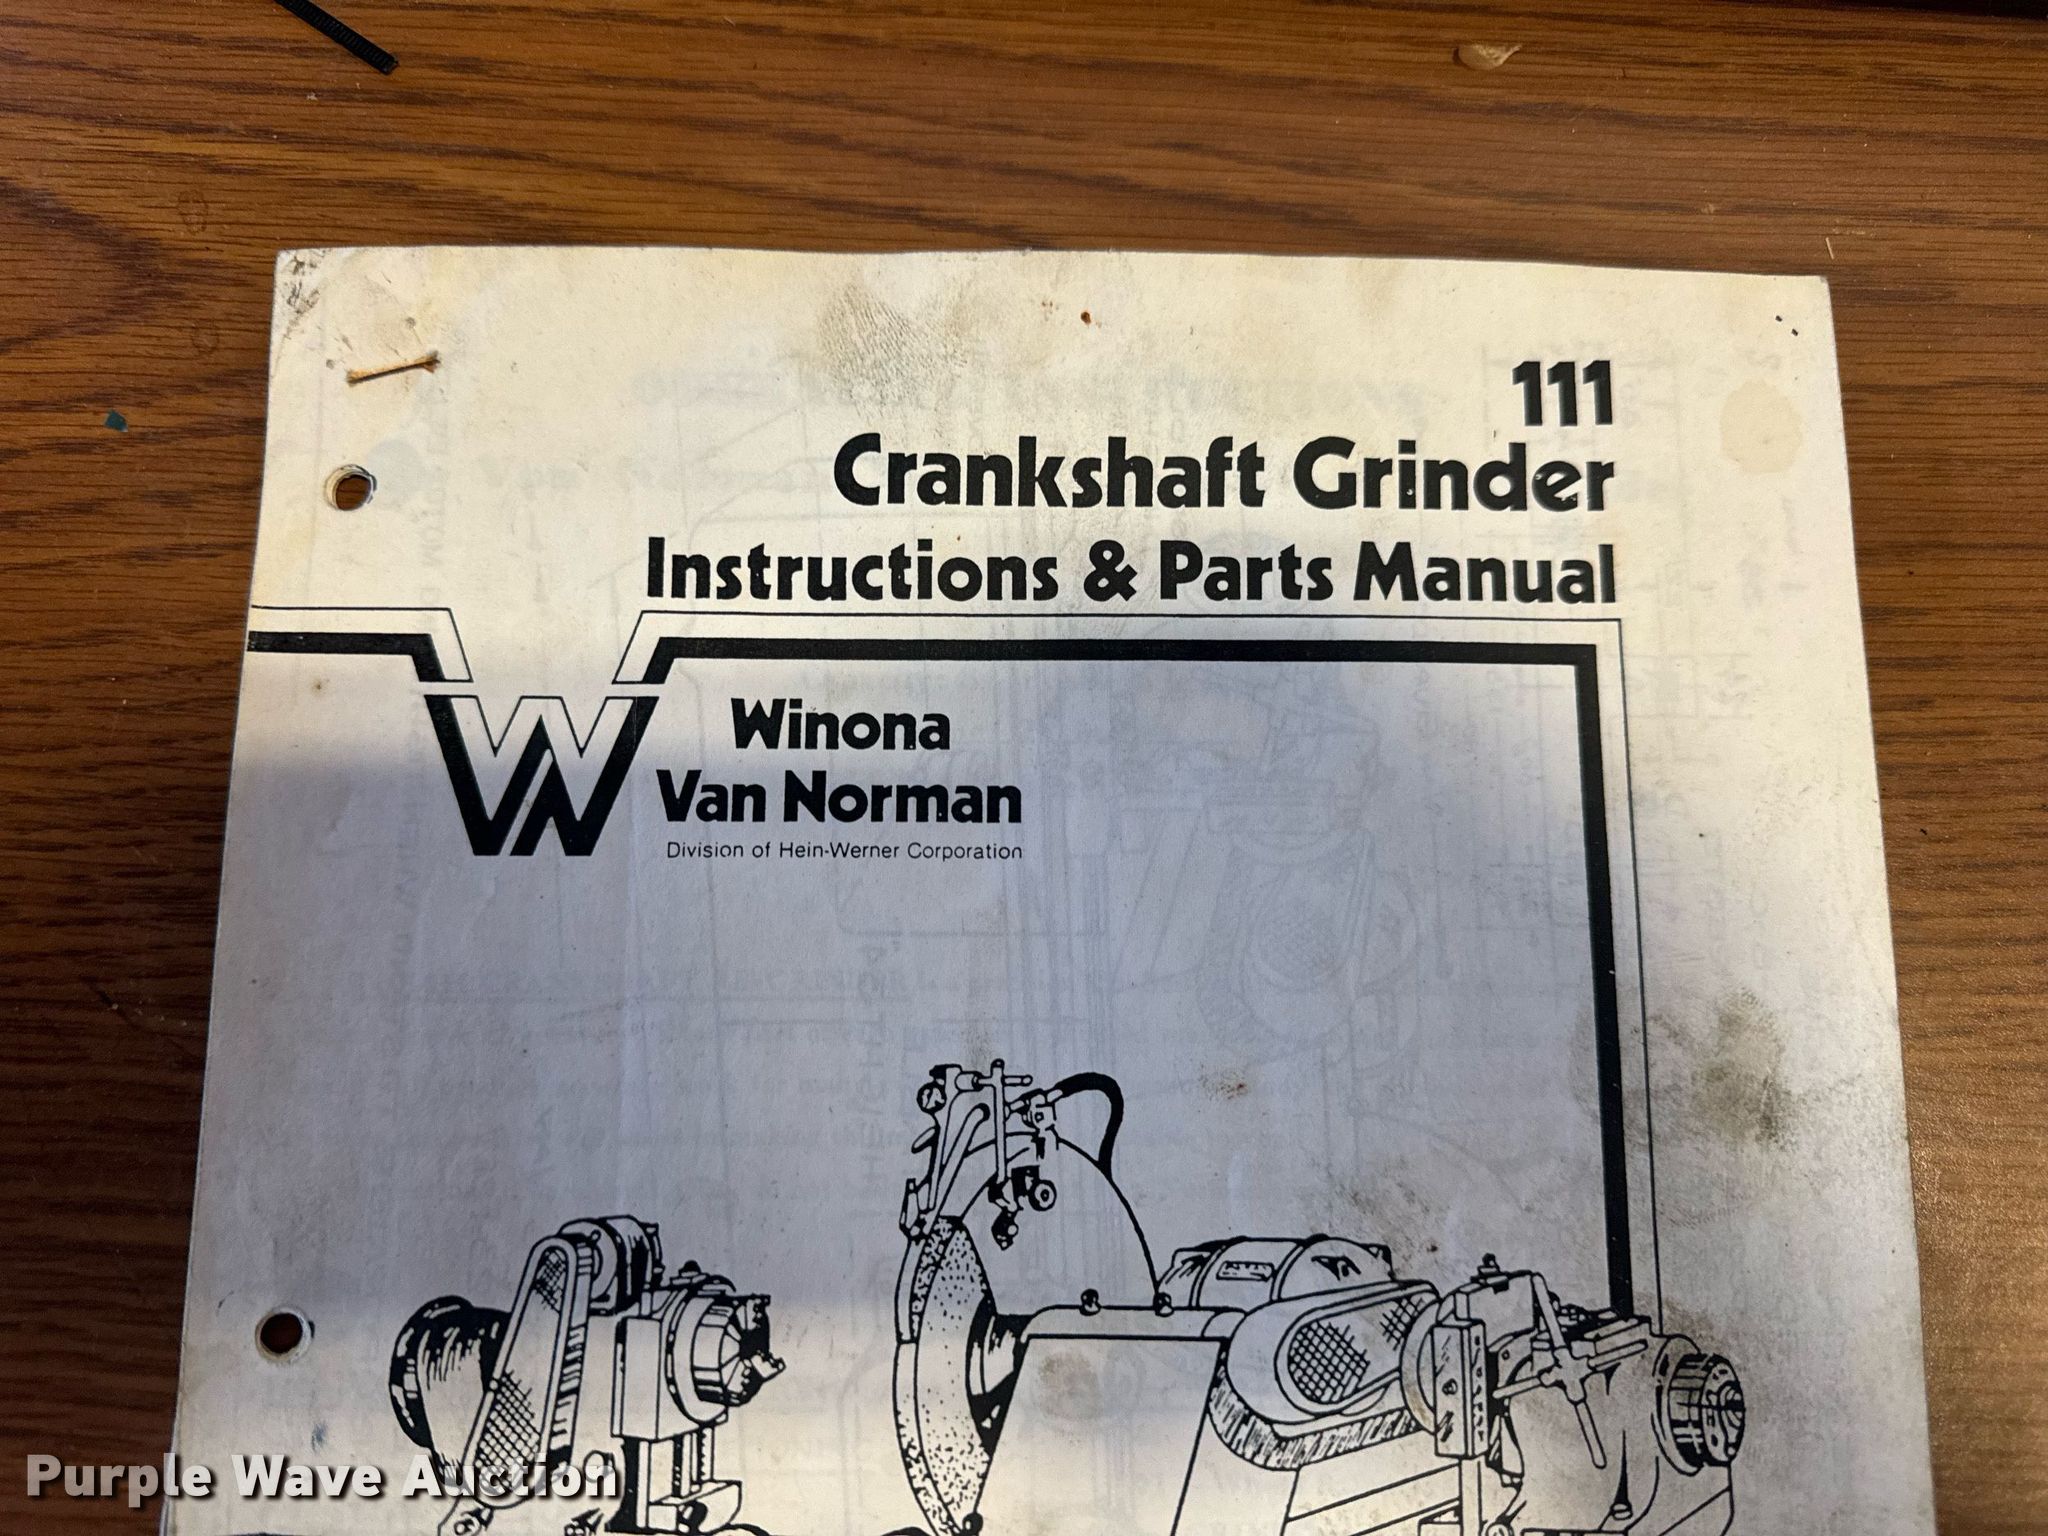 111
Crankshaft Grinder
Instructions & Parts Manual
Winona
Van Norman
Division of Hein-Werner Corporation
Purple Wave Auction